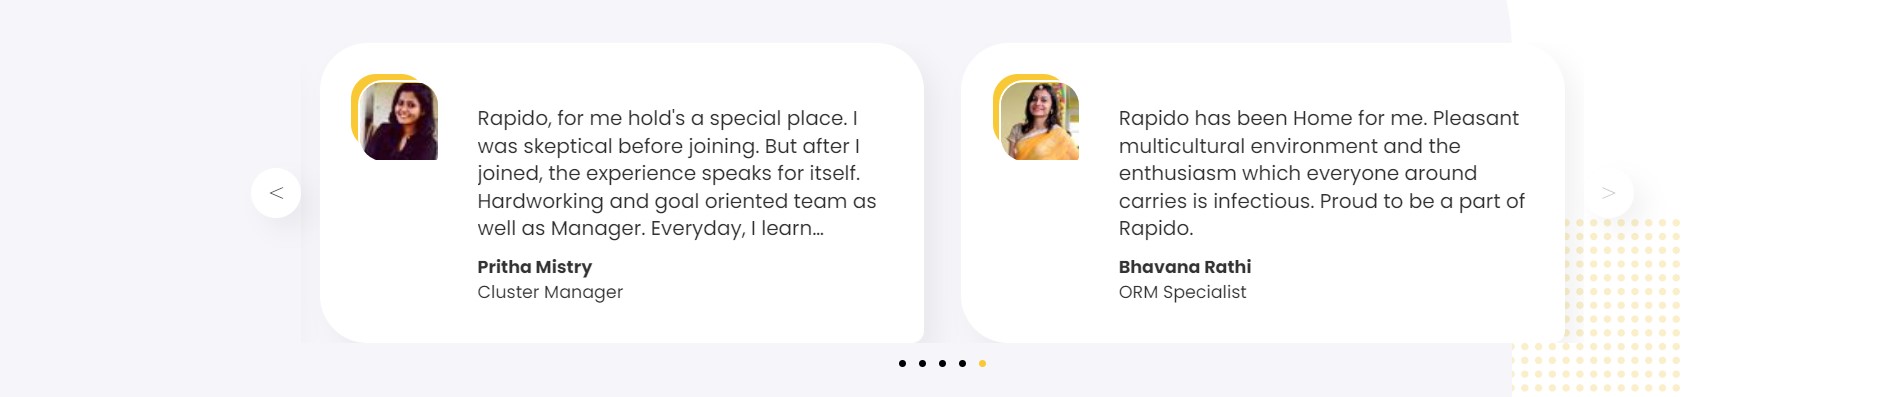 Rapido, for me hold's a special place. I
was skeptical before joining. But after I
joined, the experience speaks for itself.
Hardworking and goal oriented team as
well as Manager. Everyday, I learn...
Pritha Mistry
Cluster Manager
Rapido has been Home for me. Pleasant
multicultural environment and the
enthusiasm which everyone around
carries is infectious. Proud to be a part of
Rapido.
Bhavana Rathi
ORM Specialist
<
>